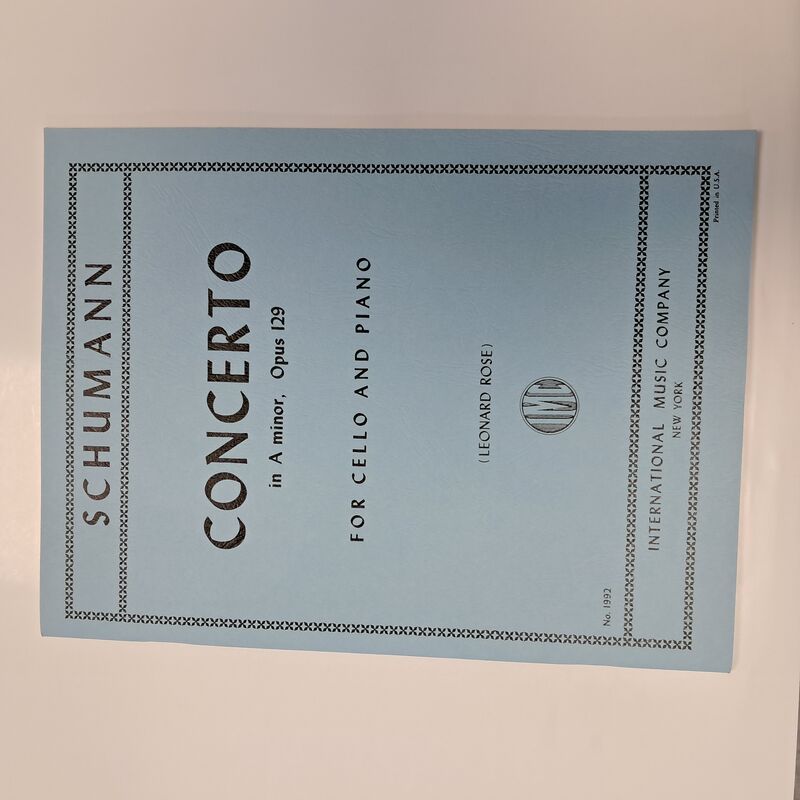 SCHUMANN
CONCERTO
in A minor, Opus 129
FOR CELLO AND PIANO
(LEONARD ROSE)
IMC
No. 1992
INTERNATIONAL MUSIC COMPANY
NEW YORK
Printed in U.S.A.